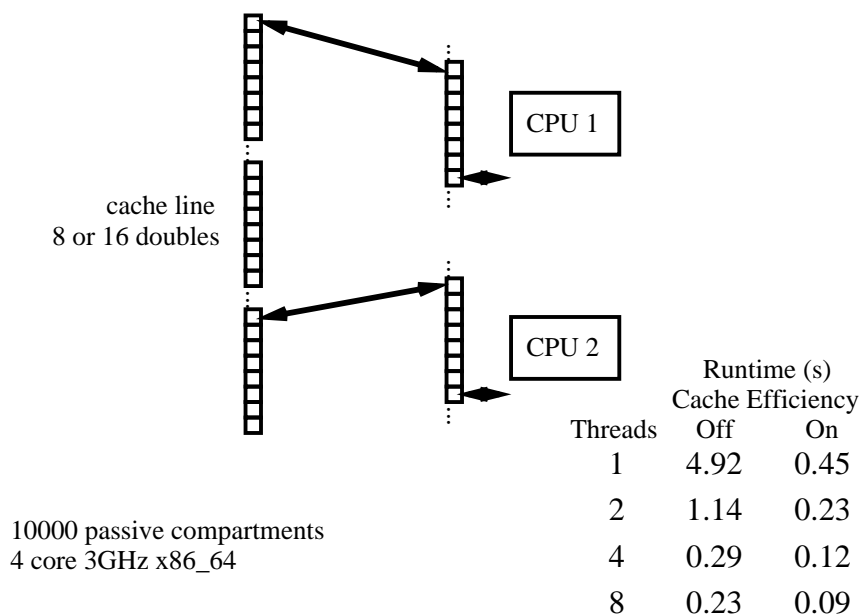 CPU 1
cache line
8 or 16 doubles
CPU 2
Runtime (s)
Cache Efficiency
Threads Off On
1 4.92 0.45
2 1.14 0.23
4 0.29 0.12
8 0.23 0.09
10000 passive compartments
4 core 3GHz x86_64